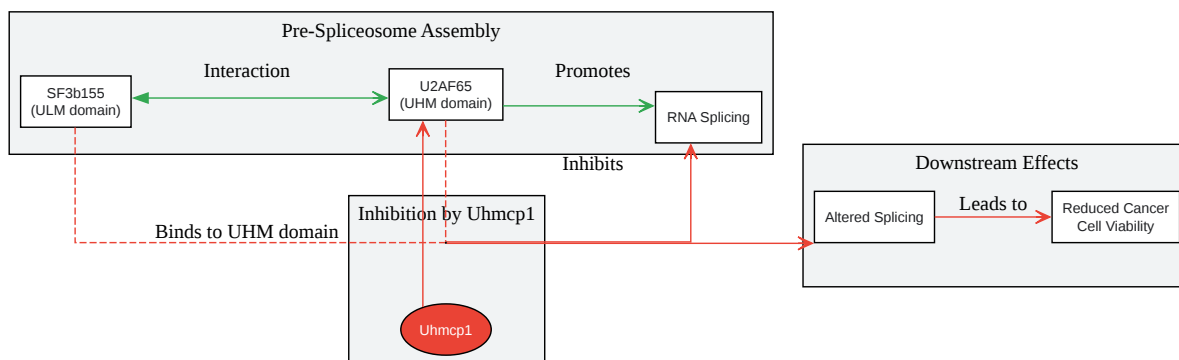 Pre-Spliceosome Assembly
Interaction
Promotes
SF3b155
(ULM domain)
U2AF65
(UHM domain)
RNA Splicing
Inhibits
Downstream Effects
Inhibition by Uhmcp1
Binds to UHM domain
Altered Splicing
Leads to
Reduced Cancer
Cell Viability
Uhmcp1